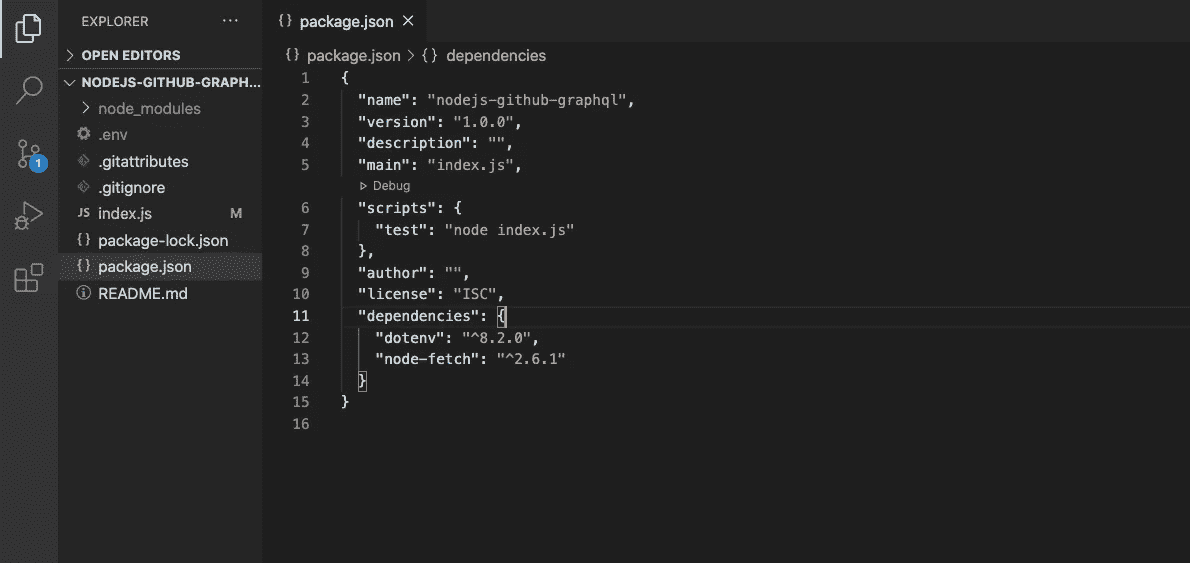 EXPLORER ...
OPEN EDITORS
NODEJS-GITHUB-GRAPH...
node_modules
.env
.gitattributes
.gitignore
JS index.js M
{} package-lock.json
{} package.json
README.md
1
{} package.json ×
{} package.json > {} dependencies
1 {
2 "name": "nodejs-github-graphql",
3 "version": "1.0.0",
4 "description": "",
5 "main": "index.js",
Debug
6 "scripts": {
7 "test": "node index.js"
8 },
9 "author": "",
10 "license": "ISC",
11 "dependencies": {
12 "dotenv": "^8.2.0",
13 "node-fetch": "^2.6.1"
14 }
15 }
16